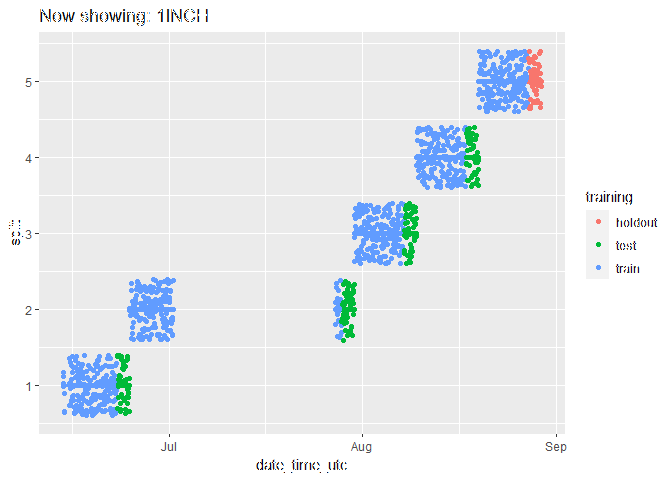 Now showing: 1INCH
5
4
3
2
1
Jul
Aug
Sep
date_time_utc
training
holdout
test
train